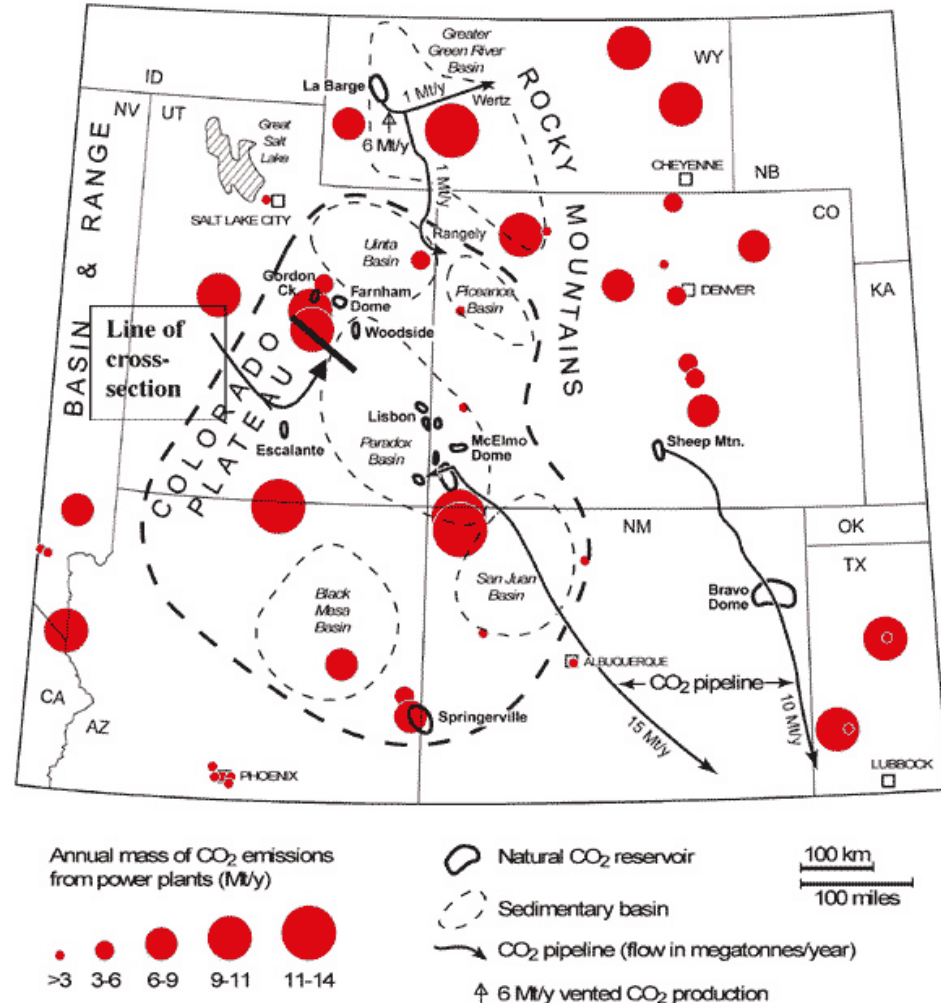 Greater
Green River
Basin
WY
La Barge
1 Mt/y
Wertz
ID
NV
UT
6 Mt/y
Great
Salt
Lake
ROCKY
MOUNTAINS
CHEYENNE
NB
SALT LAKE CITY
1 Mt/y
CO
Rangely
Uinta
Basin
BASIN & RANGE
Gordon
Ck.
Farnham
Dome
Piceance
Basin
DENVER
KA
Line of
cross-
section
Woodside
COLORADO
PLATEAU
Lisbon
Escalante
Paradox
Basin
McElmo
Dome
Sheep Mtn.
NM
OK
TX
San Juan
Basin
Black
Mesa
Basin
Bravo
Dome
ALBUQUERQUE
CO2 pipeline
CA
AZ
Springerville
15 Mt/y
10 Mt/y
PHOENIX
LUBBOCK
Annual mass of CO2 emissions
from power plants (Mt/y)
>3 3-6 6-9 9-11 11-14
Natural CO2 reservoir
Sedimentary basin
CO2 pipeline (flow in megatonnes/year)
6 Mt/y vented CO2 production
100 km
100 miles